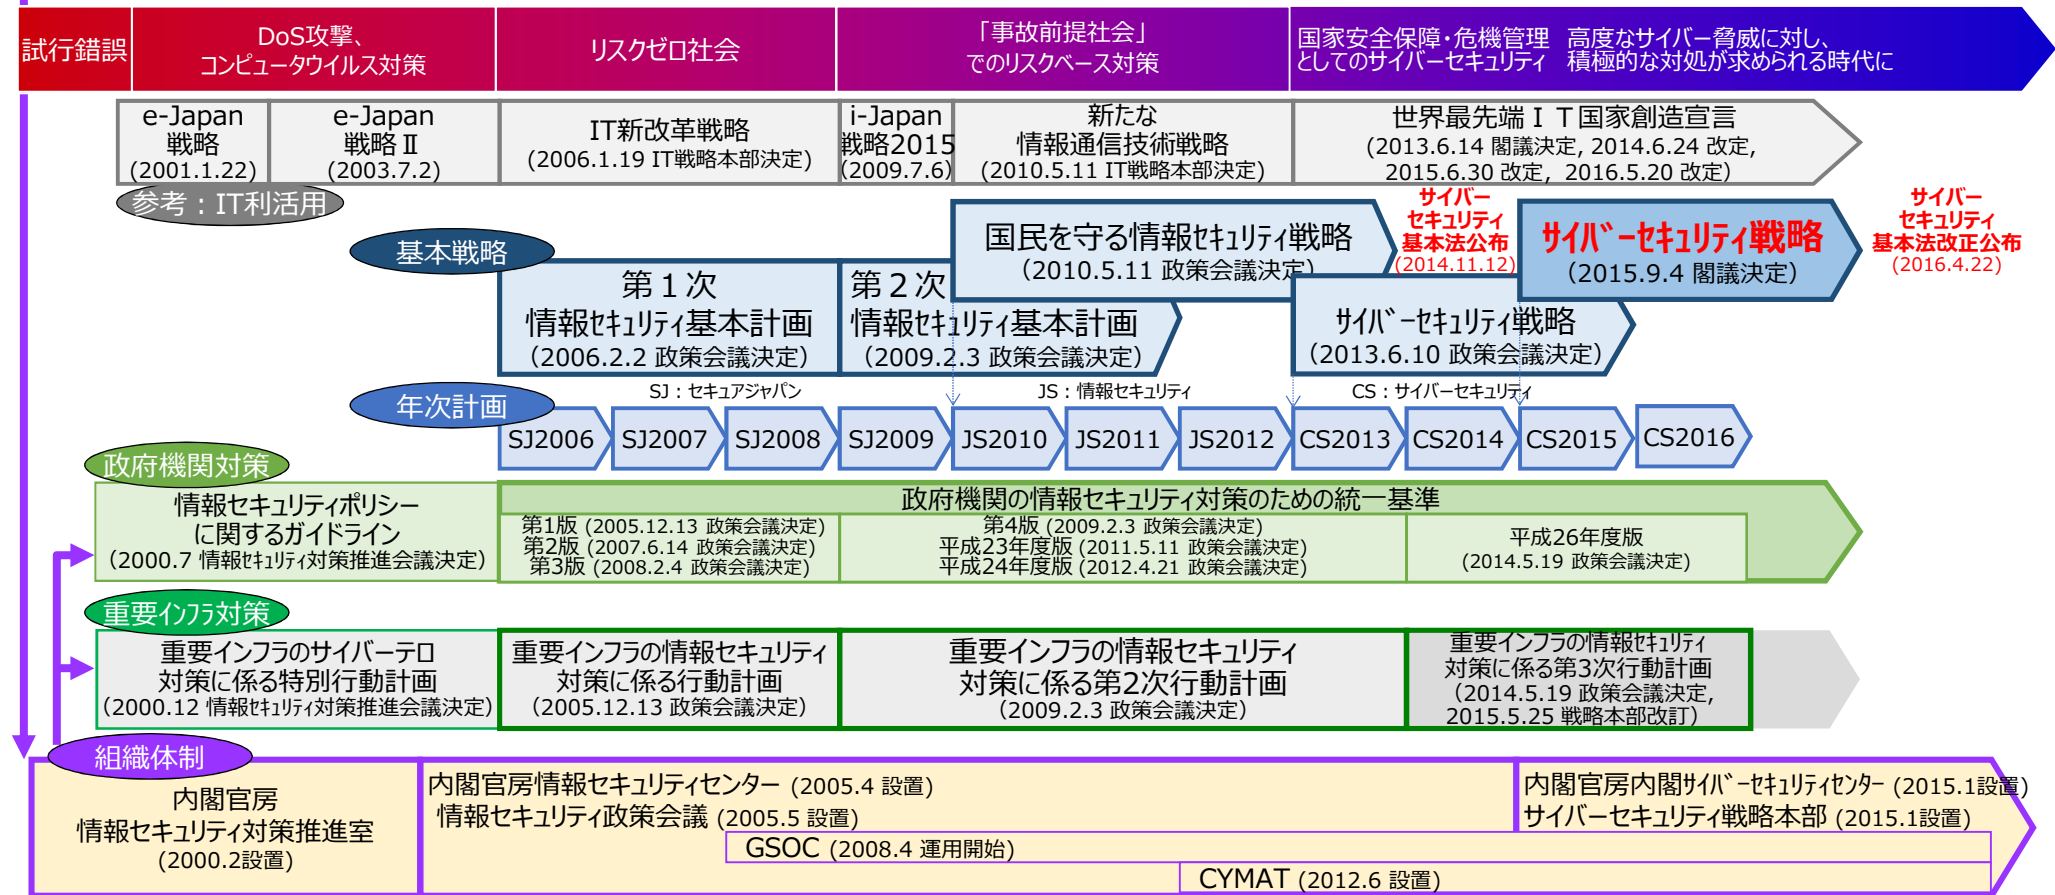 試行錯誤
DoS攻撃、
コンピュータウイルス対策
リスクゼロ社会
「事故前提社会」
でのリスクベース対策
国家安全保障・危機管理
としてのサイバーセキュリティ
高度なサイバー脅威に対し、
積極的な対処が求められる時代に
e-Japan
戦略
(2001.1.22)
e-Japan
戦略Ⅱ
(2003.7.2)
IT新改革戦略
(2006.1.19 IT戦略本部決定)
i-Japan
戦略2015
(2009.7.6)
新たな
情報通信技術戦略
(2010.5.11 IT戦略本部決定)
世界最先端ＩＴ国家創造宣言
(2013.6.14 閣議決定, 2014.6.24 改定,
2015.6.30 改定, 2016.5.20 改定)
参考：IT利活用
基本戦略
第１次
情報ｾｷｭﾘﾃｨ基本計画
(2006.2.2 政策会議決定)
第２次
情報ｾｷｭﾘﾃｨ基本計画
(2009.2.3 政策会議決定)
国民を守る情報ｾｷｭﾘﾃｨ戦略
(2010.5.11 政策会議決定)
サイバー
セキュリティ
基本法公布
(2014.11.12)
ｻｲﾊﾞｰｾｷｭﾘﾃｨ戦略
(2013.6.10 政策会議決定)
ｻｲﾊﾞｰｾｷｭﾘﾃｨ戦略
(2015.9.4 閣議決定)
サイバー
セキュリティ
基本法改正公布
(2016.4.22)
年次計画
SJ：セキュアジャパン
JS：情報セキュリティ
CS：サイバーセキュリティ
SJ2006
SJ2007
SJ2008
SJ2009
JS2010
JS2011
JS2012
CS2013
CS2014
CS2015
CS2016
政府機関対策
情報セキュリティポリシー
に関するガイドライン
(2000.7 情報ｾｷｭﾘﾃｨ対策推進会議決定)
政府機関の情報セキュリティ対策のための統一基準
第1版 (2005.12.13 政策会議決定)
第2版 (2007.6.14 政策会議決定)
第3版 (2008.2.4 政策会議決定)
第4版 (2009.2.3 政策会議決定)
平成23年度版 (2011.5.11 政策会議決定)
平成24年度版 (2012.4.21 政策会議決定)
平成26年度版
(2014.5.19 政策会議決定)
重要ｲﾝﾌﾗ対策
重要インフラのサイバーテロ
対策に係る特別行動計画
(2000.12 情報ｾｷｭﾘﾃｨ対策推進会議決定)
重要インフラの情報セキュリティ
対策に係る行動計画
(2005.12.13 政策会議決定)
重要インフラの情報セキュリティ
対策に係る第2次行動計画
(2009.2.3 政策会議決定)
重要インフラの情報ｾｷｭﾘﾃｨ
対策に係る第3次行動計画
(2014.5.19 政策会議決定,
2015.5.25 戦略本部改訂)
組織体制
内閣官房
情報セキュリティ対策推進室
(2000.2設置)
内閣官房情報セキュリティセンター (2005.4 設置)
情報セキュリティ政策会議 (2005.5 設置)
GSOC (2008.4 運用開始)
CYMAT (2012.6 設置)
内閣官房内閣ｻｲﾊﾞｰｾｷｭﾘﾃｨセンター (2015.1設置)
サイバーセキュリティ戦略本部 (2015.1設置)